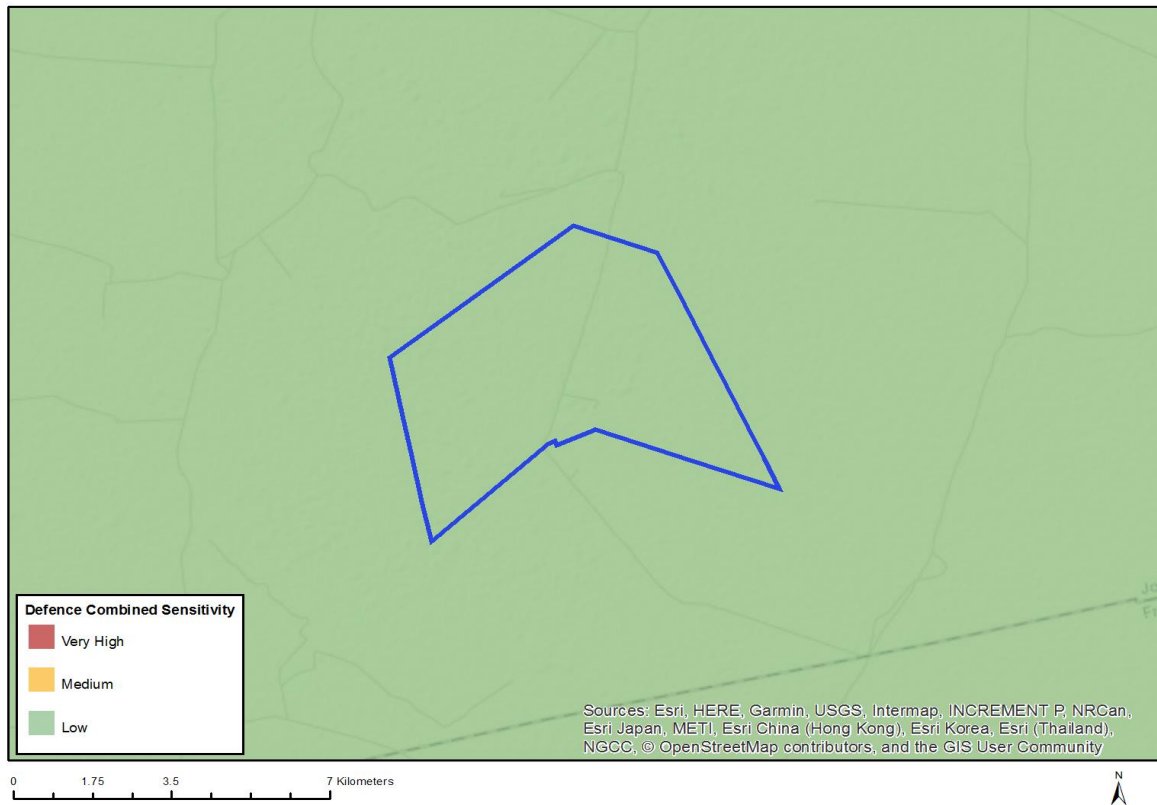 Defence Combined Sensitivity
Very High
Medium
Low
Sources: Esri, HERE, Garmin, USGS, Intermap, INCREMENT P, NRCan,
Esri Japan, METI, Esri China (Hong Kong), Esri Korea, Esri (Thailand),
NGCC, © OpenStreetMap contributors, and the GIS User Community
0 1.75 3.5 7 Kilometers
N